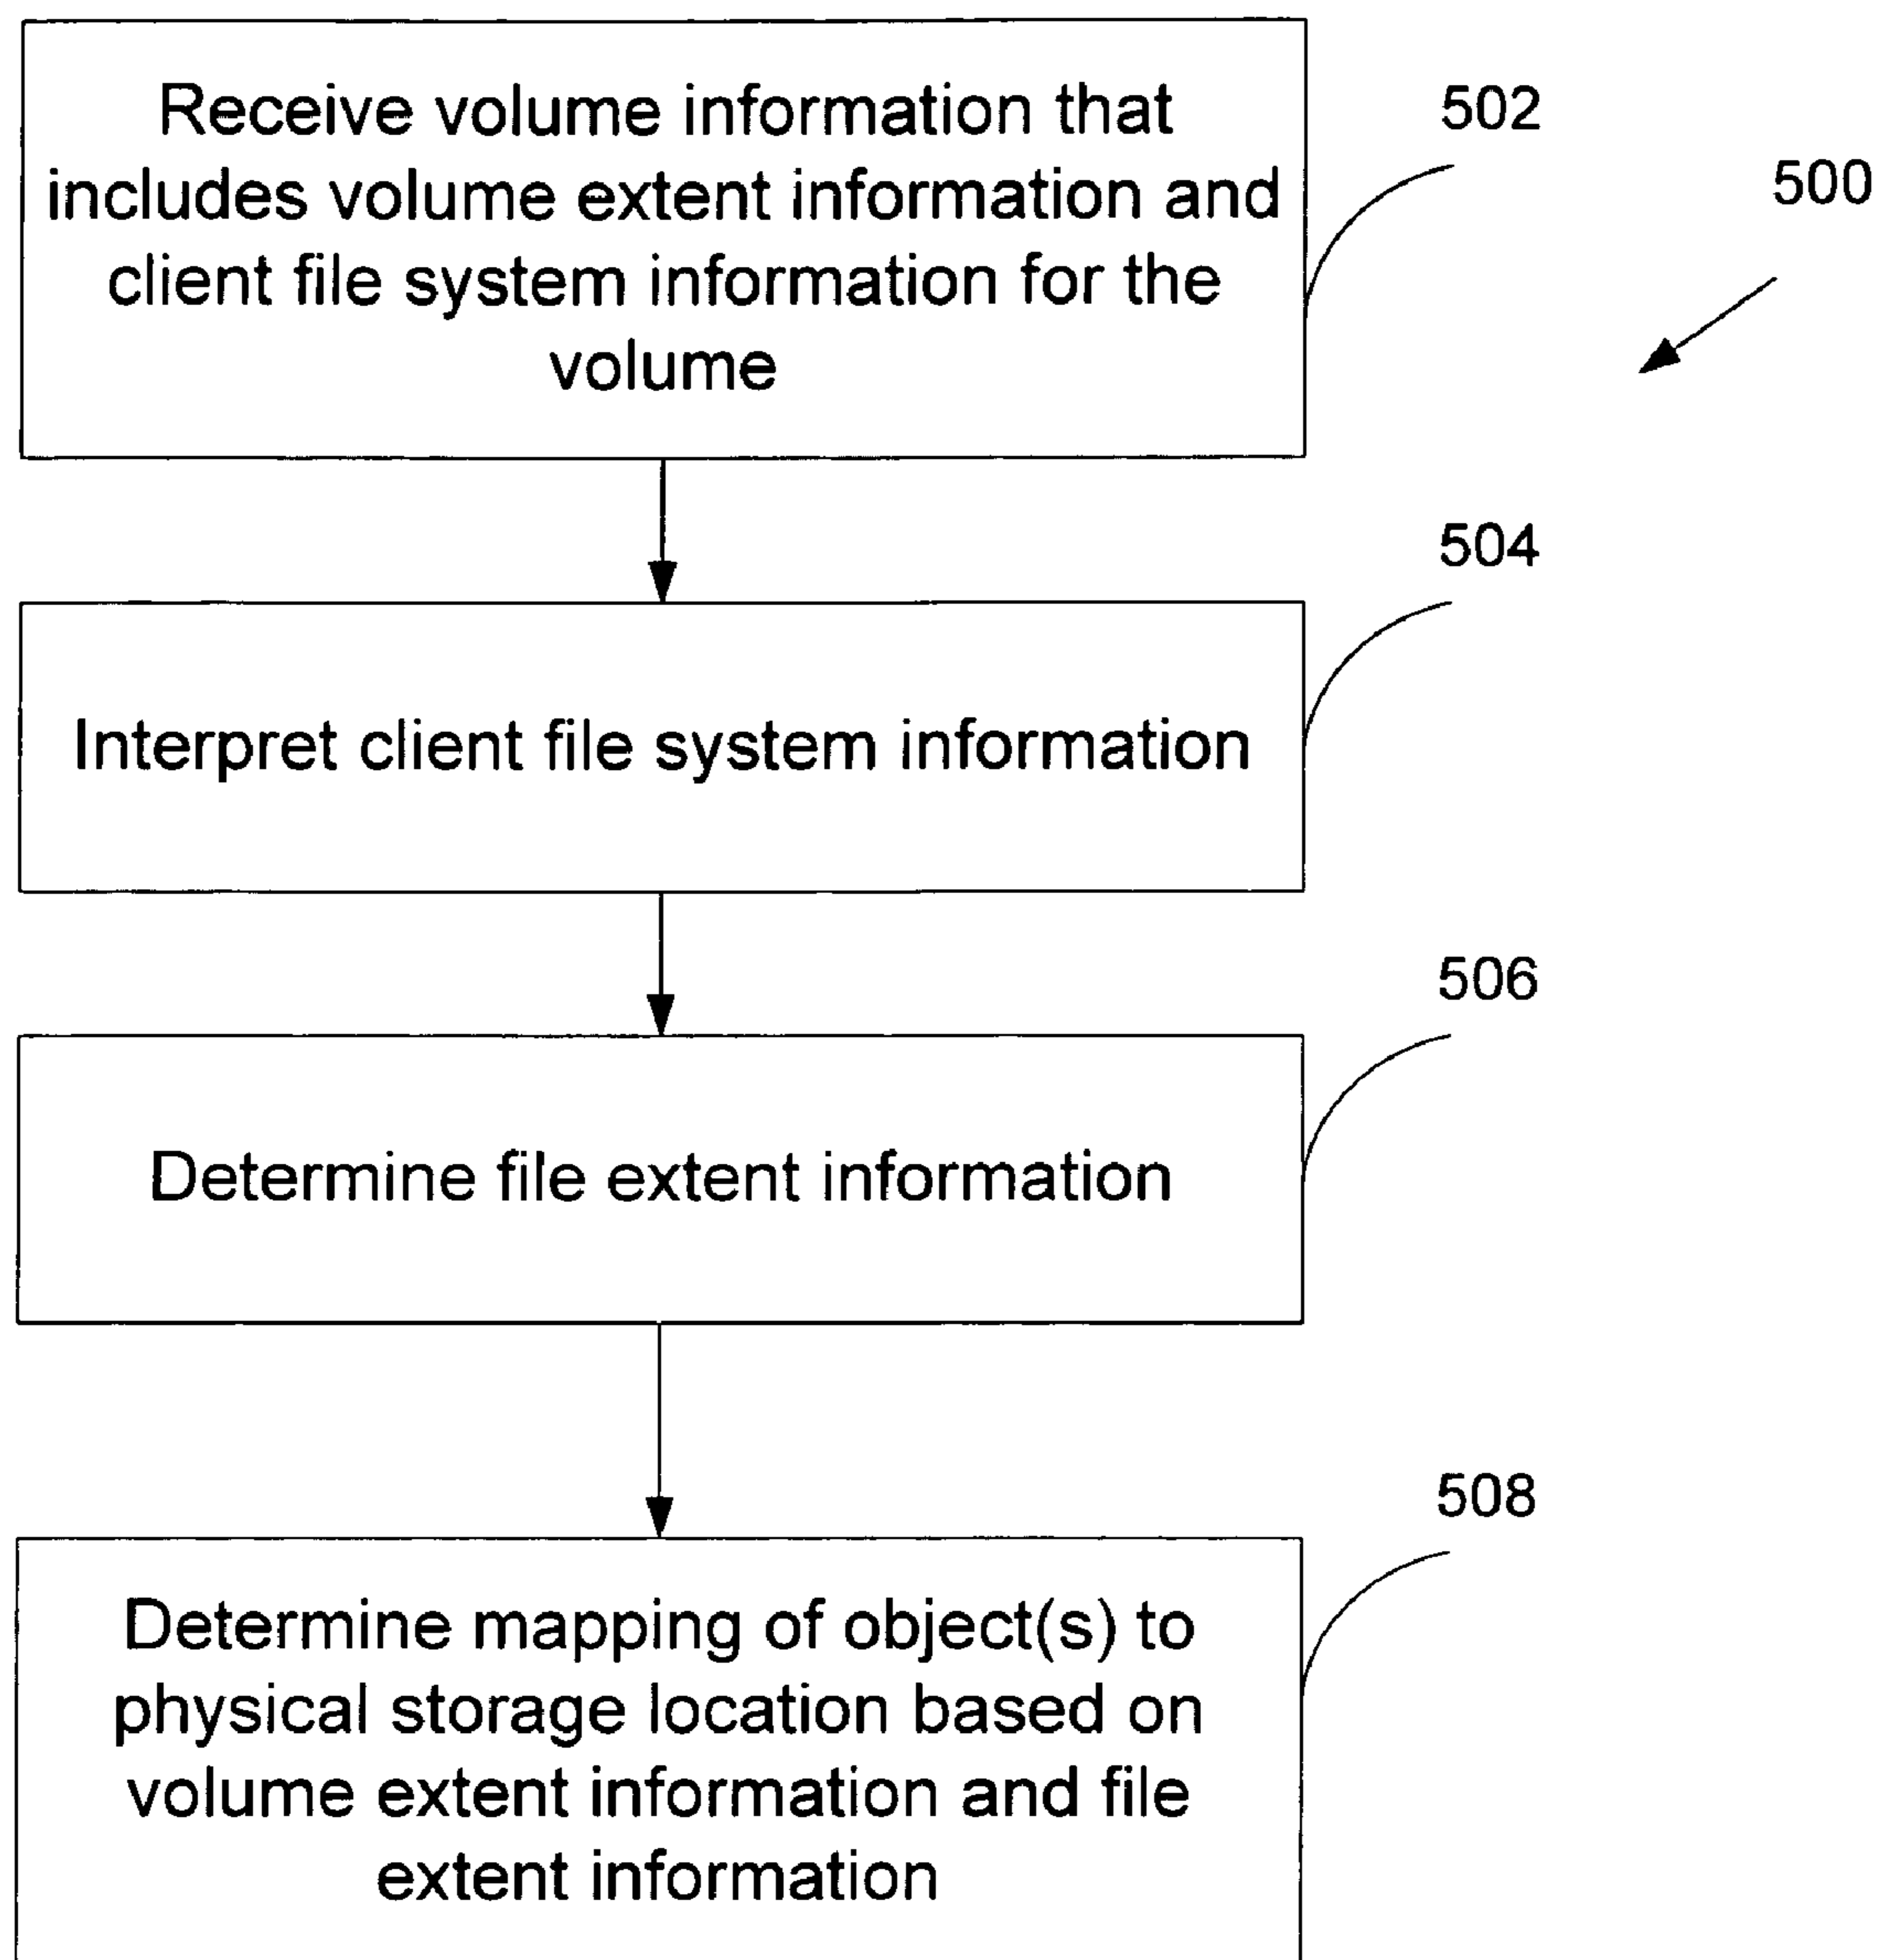 Receive volume information that
includes volume extent information and
client file system information for the
volume
502
500
504
Interpret client file system information
506
Determine file extent information
508
Determine mapping of object(s) to
physical storage location based on
volume extent information and file
extent information